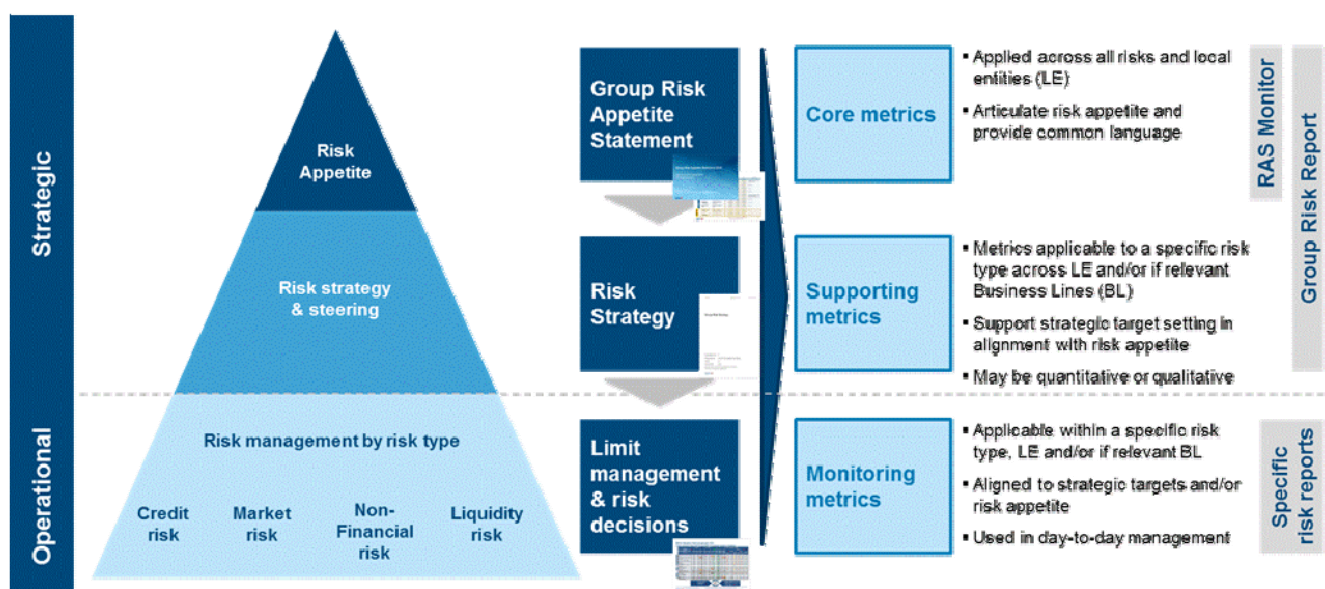 Strategic
Operational
Risk
Appetite
Risk strategy
& steering
Risk management by risk type
Credit
risk
Market
risk
Non-
Financial
risk
Liquidity
risk
Group Risk
Appetite
Statement
Risk
Strategy
Limit
management
& risk
decisions
Core metrics
▪ Applied across all risks and local
entities (LE)
▪ Articulate risk appetite and
provide common language
Supporting
metrics
▪ Metrics applicable to a specific risk
type across LE and/or if relevant
Business Lines (BL)
▪ Support strategic target setting in
alignment with risk appetite
▪ May be quantitative or qualitative
Monitoring
metrics
▪ Applicable within a specific risk
type, LE and/or if relevant BL
▪ Aligned to strategic targets and/or
risk appetite
▪ Used in day-to-day management
RAS Monitor
Group Risk Report
Specific
risk reports